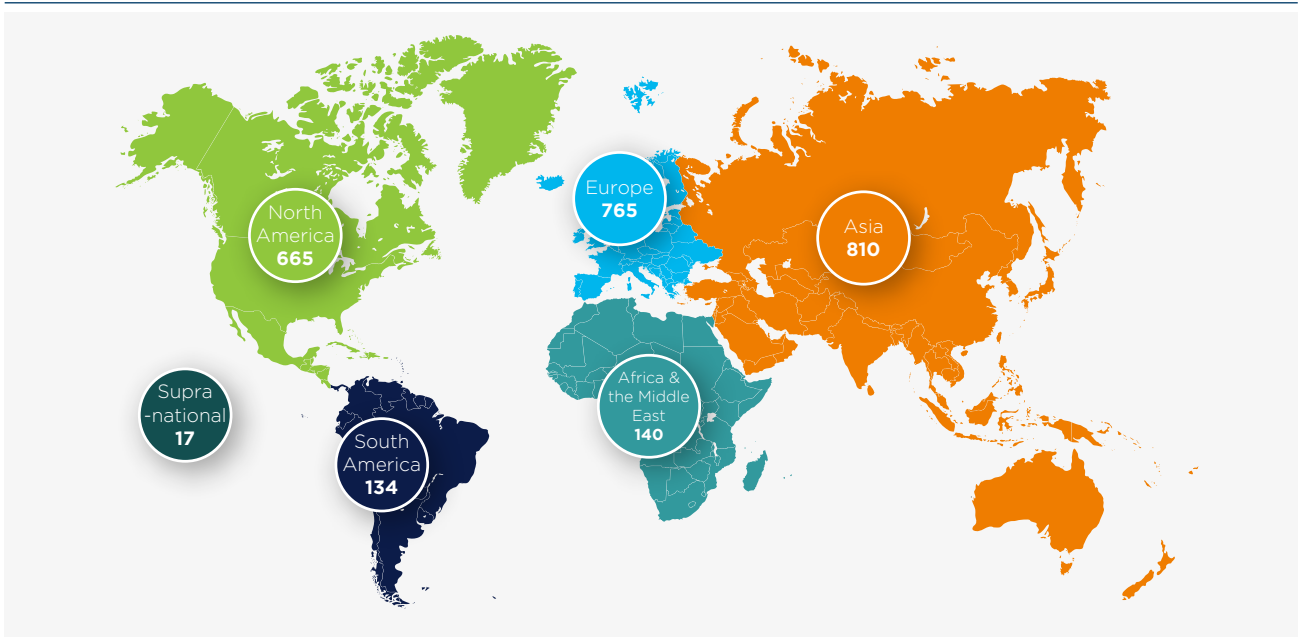 North
America
665
Europe
765
Asia
810
Supra
-national
17
South
America
134
Africa &
the Middle
East
140